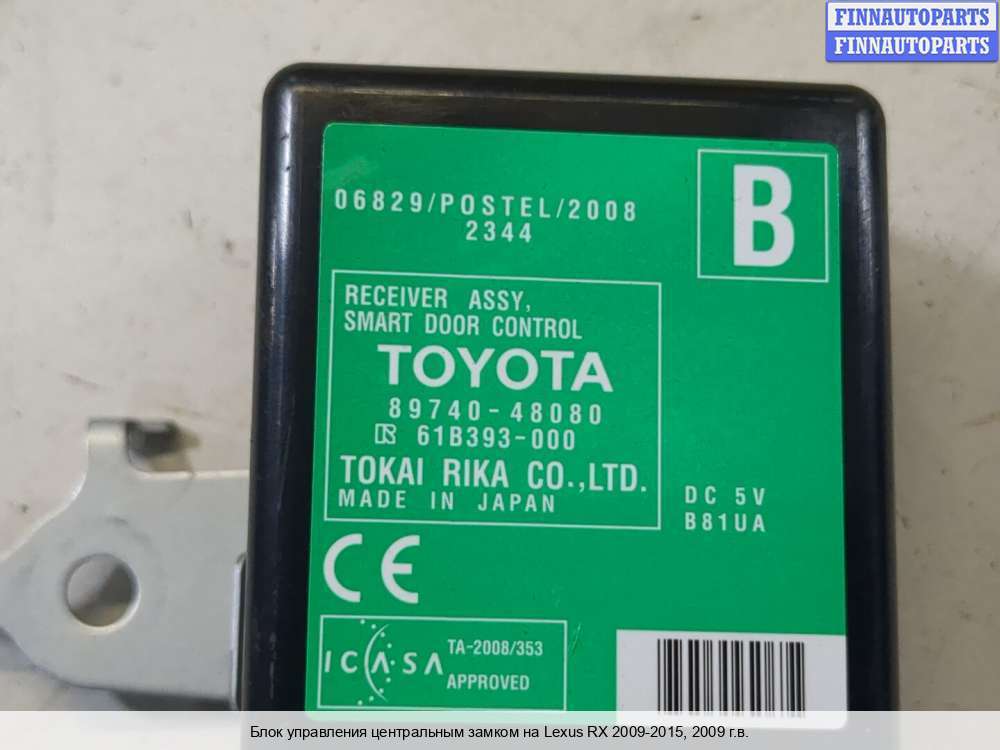 FINNAUTOPARTS
FINNAUTOPARTS
06829/POSTEL/2008
2344
B
RECEIVER ASSY,
SMART DOOR CONTROL
TOYOTA
89740-48080
61B393-000
TOKAI RIKA CO.,LTD.
MADE IN JAPAN
DC 5V
B81UA
CE
ICASA
TA-2008/353
APPROVED
Блок управления центральным замком на Lexus RX 2009-2015, 2009 г.в.